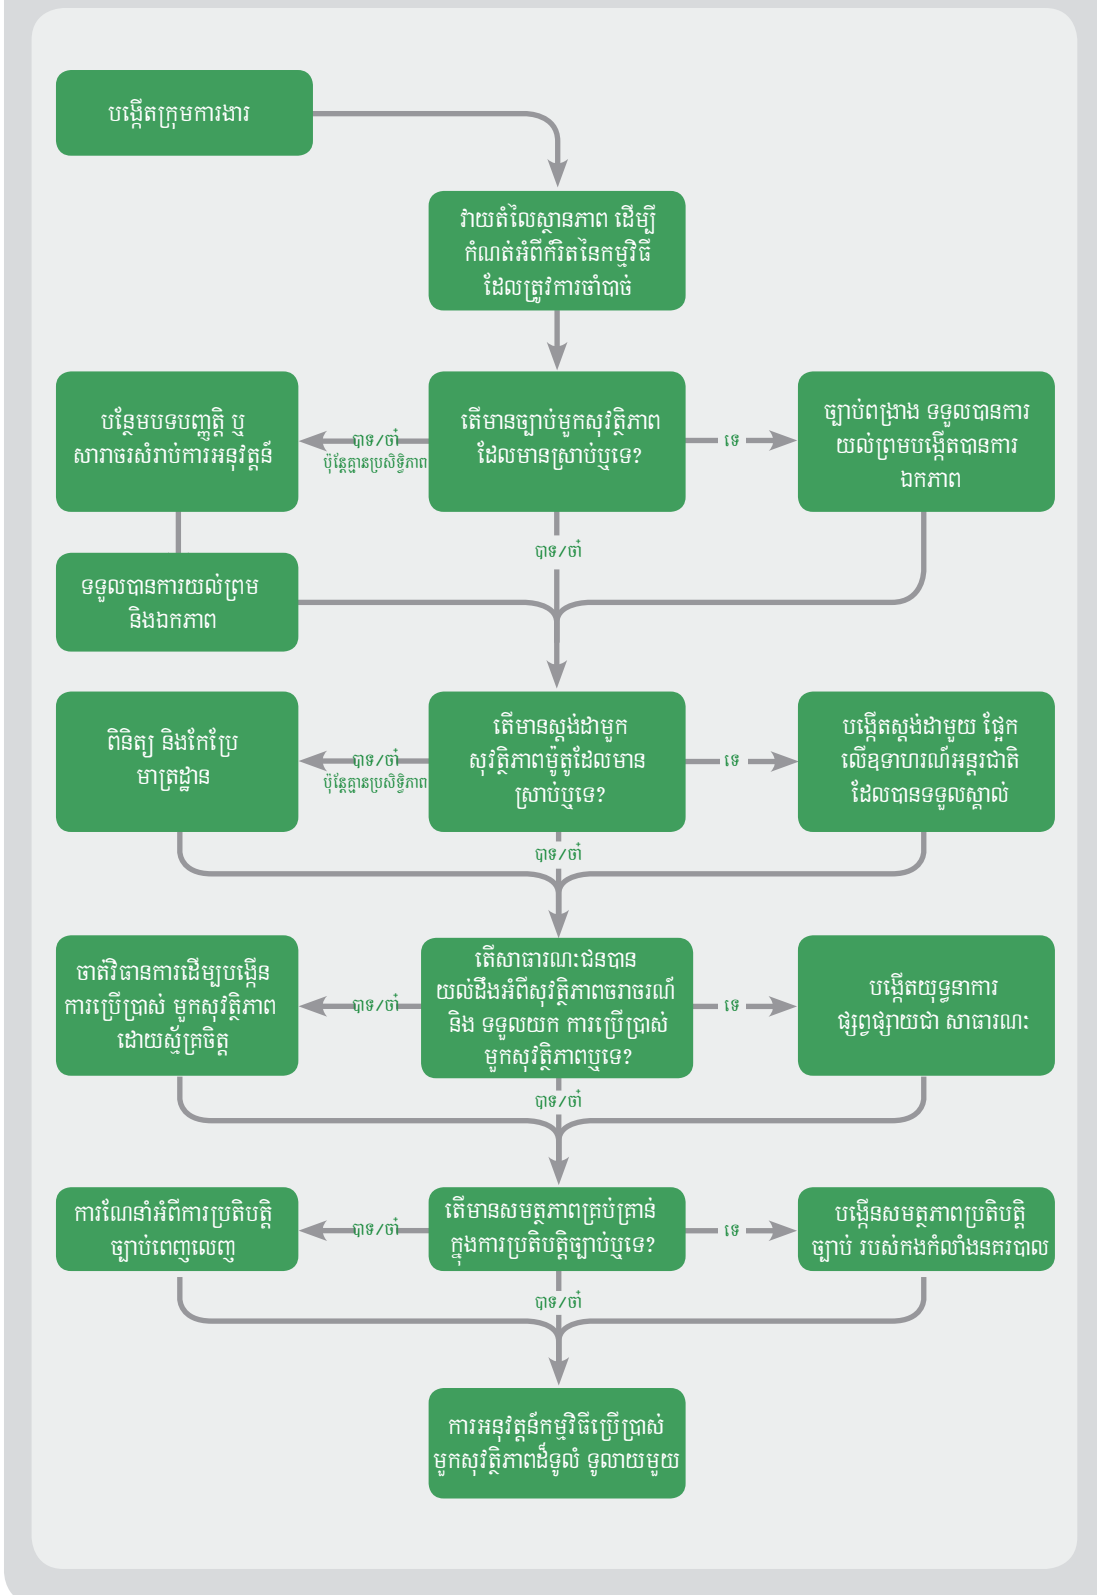 បង្កើតក្រុមការងារ
វាយតំលៃស្ថានភាព ដើម្បី
កំណត់អំពីកំរិតនៃកម្មវិធី
ដែលត្រូវការចាំបាច់
បន្ថែមបទបញ្ញត្តិ ឬ
សារាចរសំរាប់ការអនុវត្តន៍
បាទ/ចា៎
ប៉ុន្តែគ្មានប្រសិទ្ធិភាព
តើមានច្បាប់មួកសុវត្ថិភាព
ដែលមានស្រាប់ឬទេ?
ទេ
ច្បាប់ពង្រាង ទទួលបានការ
យល់ព្រមបង្កើតបានការ
ឯកភាព
បាទ/ចា៎
ទទួលបានការយល់ព្រម
និងឯកភាព
ពិនិត្យ និងកែប្រែ
មាត្រដ្ឋាន
បាទ/ចា៎
ប៉ុន្តែគ្មានប្រសិទ្ធិភាព
តើមានស្តង់ដាមួក
សុវត្ថិភាពម៉ូតូដែលមាន
ស្រាប់ឬទេ?
ទេ
បង្កើតស្តង់ដាមួយ ផ្អែក
លើឧទាហរណ៍អន្តរជាតិ
ដែលបានទទួលស្គាល់
បាទ/ចា៎
ចាត់វិធានការដើម្បបង្កើន
ការប្រើប្រាស់ មួកសុវត្ថិភាព
ដោយស្ម័គ្រចិត្ត
បាទ/ចា៎
តើសាធារណៈជនបាន
យល់ដឹងអំពីសុវត្ថិភាពចរាចរណ៍
និង ទទួលយក ការប្រើប្រាស់
មួកសុវត្ថិភាពឬទេ?
ទេ
បង្កើតយុទ្ធនាការ
ផ្សព្វផ្សាយជា សាធារណៈ
បាទ/ចា៎
ការណែនាំអំពីការប្រតិបត្តិ
ច្បាប់ពេញលេញ
បាទ/ចា៎
តើមានសមត្ថភាពគ្រប់គ្រាន់
ក្នុងការប្រតិបត្តិច្បាប់ឬទេ?
ទេ
បង្កើនសមត្ថភាពប្រតិបត្តិ
ច្បាប់ របស់កងកំលាំងនគរបាល
បាទ/ចា៎
ការអនុវត្តន៍កម្មវិធីប្រើប្រាស់
មួកសុវត្ថិភាពដ៏ទូលំ ទូលាយមួយ